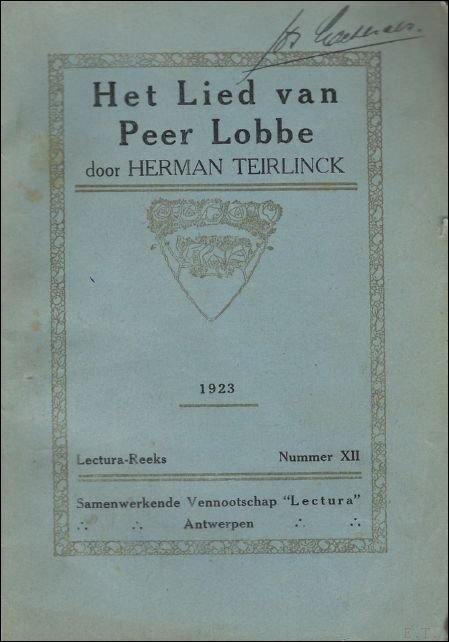 Het Lied van
Peer Lobbe
door HERMAN TEIRLINCK
1923
Lectura-Reeks Nummer XII
Samenwerkende Vennootschap "Lectura"
∴ ∴ Antwerpen ∴ ∴